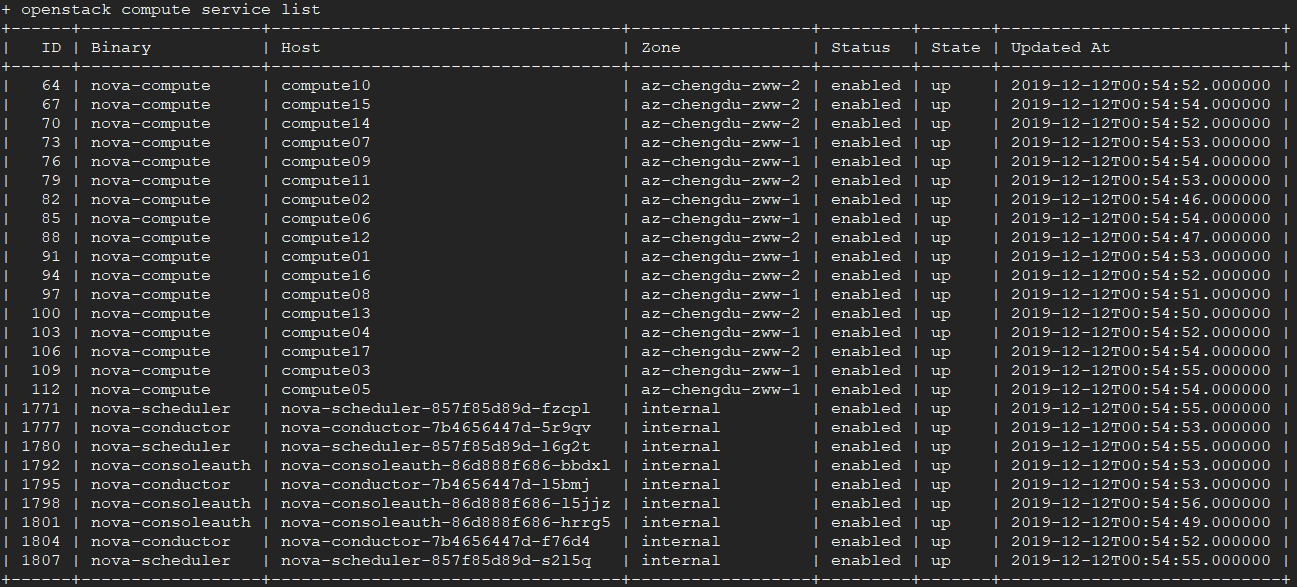 + openstack compute service list
+------+------------------+-----------------------------------+------------------+---------+-------+----------------------------+
|   ID | Binary           | Host                              | Zone             | Status  | State | Updated At                 |
+------+------------------+-----------------------------------+------------------+---------+-------+----------------------------+
|   64 | nova-compute     | compute10                         | az-chengdu-zww-2 | enabled | up    | 2019-12-12T00:54:52.000000 |
|   67 | nova-compute     | compute15                         | az-chengdu-zww-2 | enabled | up    | 2019-12-12T00:54:54.000000 |
|   70 | nova-compute     | compute14                         | az-chengdu-zww-2 | enabled | up    | 2019-12-12T00:54:52.000000 |
|   73 | nova-compute     | compute07                         | az-chengdu-zww-1 | enabled | up    | 2019-12-12T00:54:53.000000 |
|   76 | nova-compute     | compute09                         | az-chengdu-zww-1 | enabled | up    | 2019-12-12T00:54:54.000000 |
|   79 | nova-compute     | compute11                         | az-chengdu-zww-2 | enabled | up    | 2019-12-12T00:54:53.000000 |
|   82 | nova-compute     | compute02                         | az-chengdu-zww-1 | enabled | up    | 2019-12-12T00:54:46.000000 |
|   85 | nova-compute     | compute06                         | az-chengdu-zww-1 | enabled | up    | 2019-12-12T00:54:54.000000 |
|   88 | nova-compute     | compute12                         | az-chengdu-zww-2 | enabled | up    | 2019-12-12T00:54:47.000000 |
|   91 | nova-compute     | compute01                         | az-chengdu-zww-1 | enabled | up    | 2019-12-12T00:54:53.000000 |
|   94 | nova-compute     | compute16                         | az-chengdu-zww-2 | enabled | up    | 2019-12-12T00:54:52.000000 |
|   97 | nova-compute     | compute08                         | az-chengdu-zww-1 | enabled | up    | 2019-12-12T00:54:51.000000 |
|  100 | nova-compute     | compute13                         | az-chengdu-zww-2 | enabled | up    | 2019-12-12T00:54:50.000000 |
|  103 | nova-compute     | compute04                         | az-chengdu-zww-1 | enabled | up    | 2019-12-12T00:54:52.000000 |
|  106 | nova-compute     | compute17                         | az-chengdu-zww-2 | enabled | up    | 2019-12-12T00:54:54.000000 |
|  109 | nova-compute     | compute03                         | az-chengdu-zww-1 | enabled | up    | 2019-12-12T00:54:55.000000 |
|  112 | nova-compute     | compute05                         | az-chengdu-zww-1 | enabled | up    | 2019-12-12T00:54:54.000000 |
| 1771 | nova-scheduler   | nova-scheduler-857f85d89d-fzcpl   | internal         | enabled | up    | 2019-12-12T00:54:55.000000 |
| 1777 | nova-conductor   | nova-conductor-7b4656447d-5r9qv   | internal         | enabled | up    | 2019-12-12T00:54:53.000000 |
| 1780 | nova-scheduler   | nova-scheduler-857f85d89d-l6g2t   | internal         | enabled | up    | 2019-12-12T00:54:55.000000 |
| 1792 | nova-consoleauth | nova-consoleauth-86d888f686-bbdxl | internal         | enabled | up    | 2019-12-12T00:54:53.000000 |
| 1795 | nova-conductor   | nova-conductor-7b4656447d-l5bmj   | internal         | enabled | up    | 2019-12-12T00:54:53.000000 |
| 1798 | nova-consoleauth | nova-consoleauth-86d888f686-l5jjz | internal         | enabled | up    | 2019-12-12T00:54:56.000000 |
| 1801 | nova-consoleauth | nova-consoleauth-86d888f686-hrrg5 | internal         | enabled | up    | 2019-12-12T00:54:49.000000 |
| 1804 | nova-conductor   | nova-conductor-7b4656447d-f76d4   | internal         | enabled | up    | 2019-12-12T00:54:52.000000 |
| 1807 | nova-scheduler   | nova-scheduler-857f85d89d-s2l5q   | internal         | enabled | up    | 2019-12-12T00:54:55.000000 |
+------+------------------+-----------------------------------+------------------+---------+-------+----------------------------+